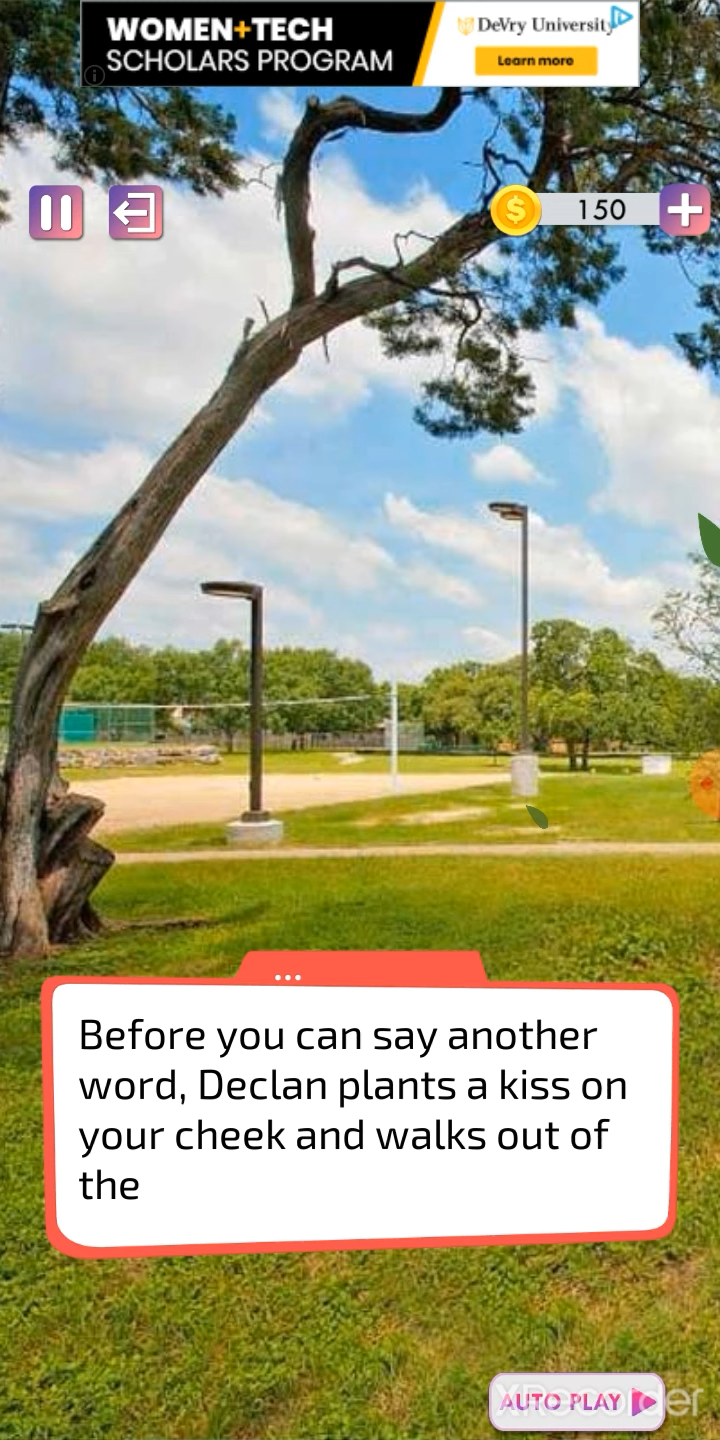 WOMEN+TECH
SCHOLARS PROGRAM
DeVry University
Learn more
150
...
Before you can say another
word, Declan plants a kiss on
your cheek and walks out of
the
AUTO PLAY
XRecorder